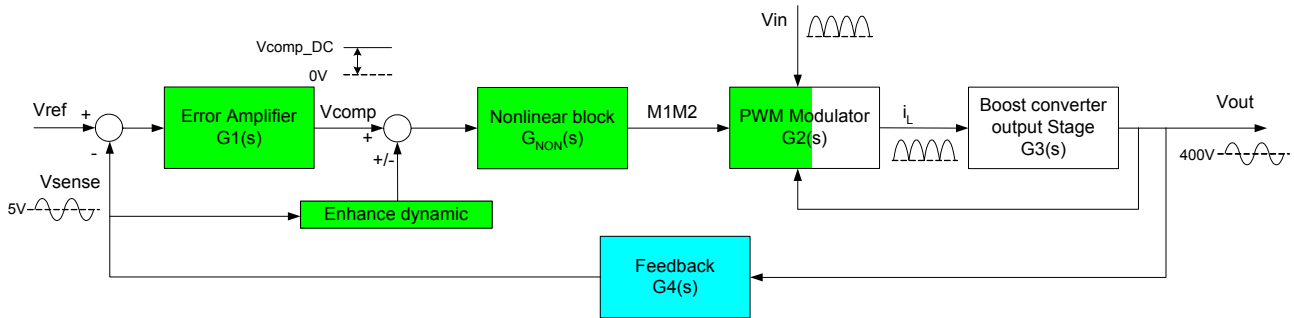 Vin
Vcomp_DC
0V
Vref
+
-
Error Amplifier
G1(s)
Vcomp
+
+/-
Nonlinear block
GNON(s)
M1M2
PWM Modulator
G2(s)
iL
Boost converter
output Stage
G3(s)
Vout
400V
Vsense
5V
Enhance dynamic
Feedback
G4(s)